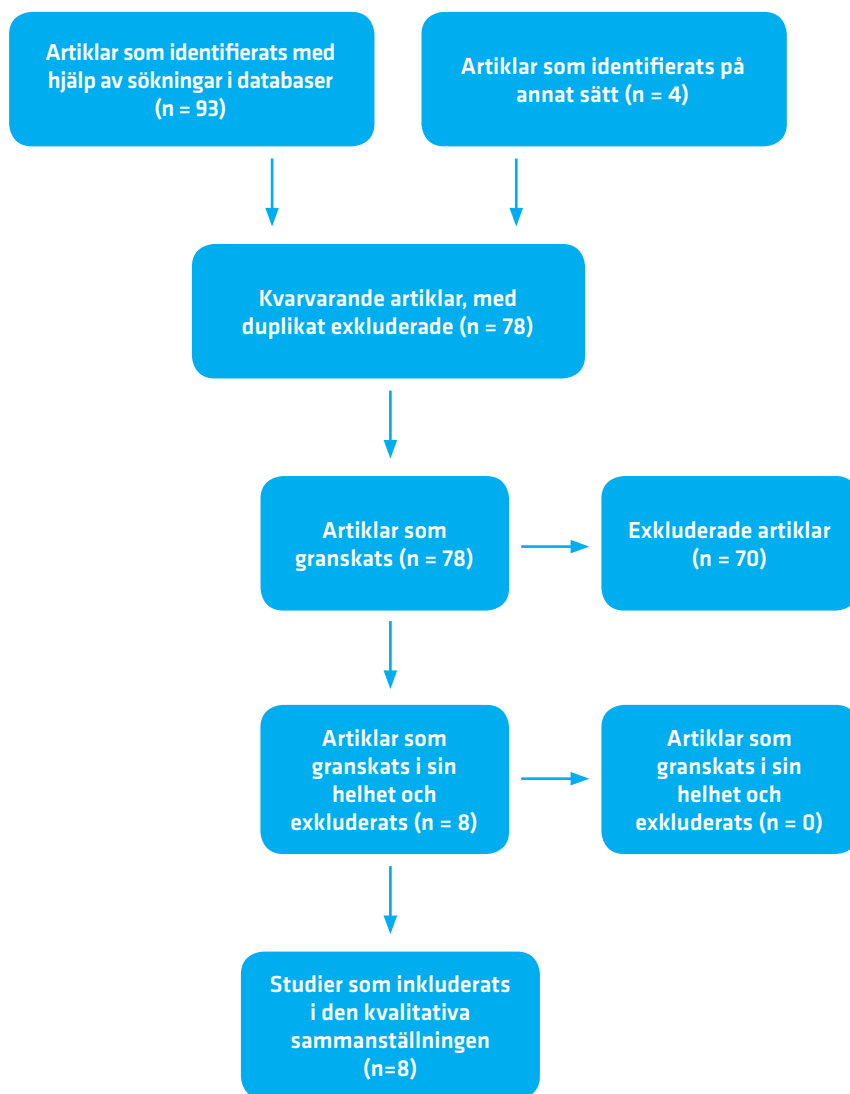 Artiklar som identifierats med
hjälp av sökningar i databaser
(n = 93)
Artiklar som identifierats på
annat sätt (n = 4)
Kvarvarande artiklar, med
duplikat exkluderade (n = 78)
Artiklar som
granskats (n = 78)
Exkluderade artiklar
(n = 70)
Artiklar som
granskats i sin
helhet och
exkluderats (n = 8)
Artiklar som
granskats i sin
helhet och
exkluderats (n = 0)
Studier som inkluderats
i den kvalitativa
sammanställningen
(n=8)